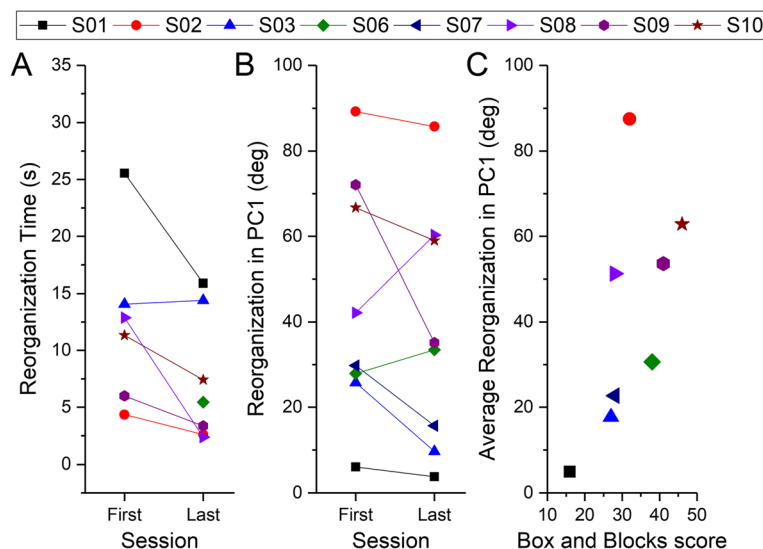 S01 S02 S03 S06 S07 S08 S09 S10
A
35
30
25
20
15
10
5
0
Reorganization Time (s)
First Last
Session
B
100
80
60
40
20
0
Reorganization in PC1 (deg)
First Last
Session
C
100
80
60
40
20
0
Average Reorganization in PC1 (deg)
10 20 30 40 50
Box and Blocks score